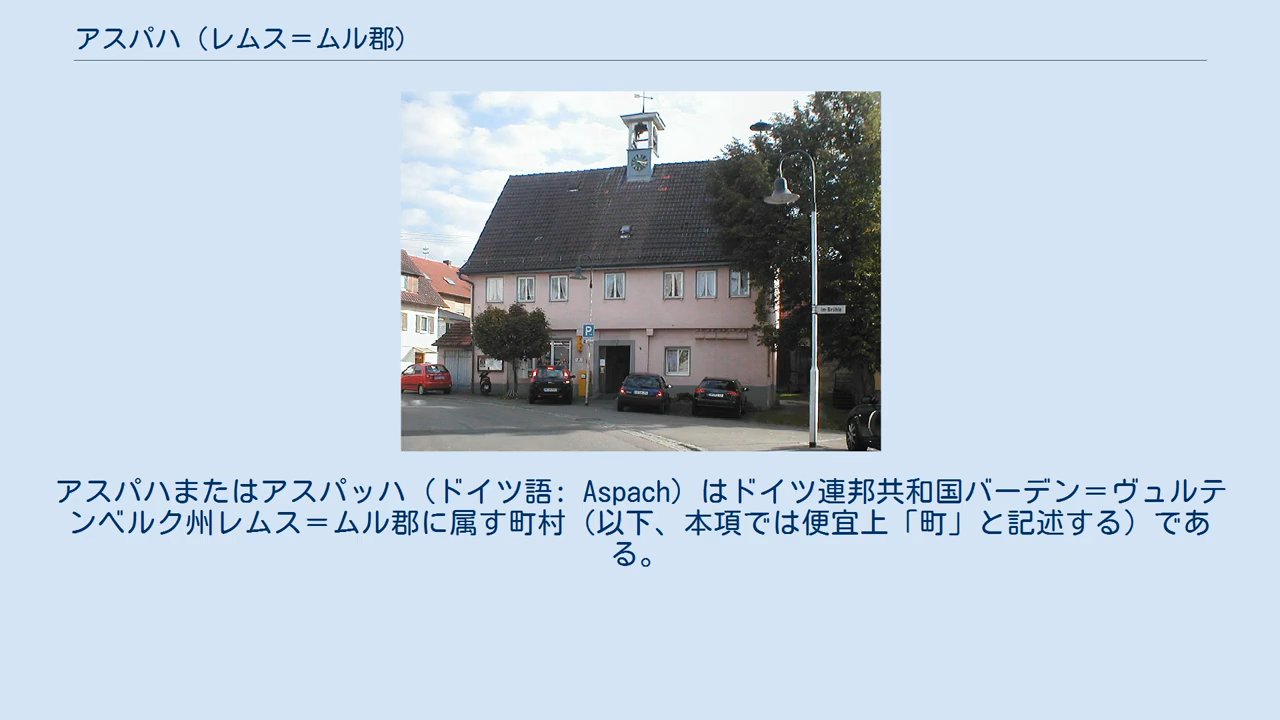 アスパハ（レムス＝ムル郡）
P
Im Brühle
アスパハまたはアスパッハ（ドイツ語: Aspach）はドイツ連邦共和国バーデン＝ヴュルテ
ンベルク州レムス＝ムル郡に属す町村（以下、本項では便宜上「町」と記述する）であ
る。